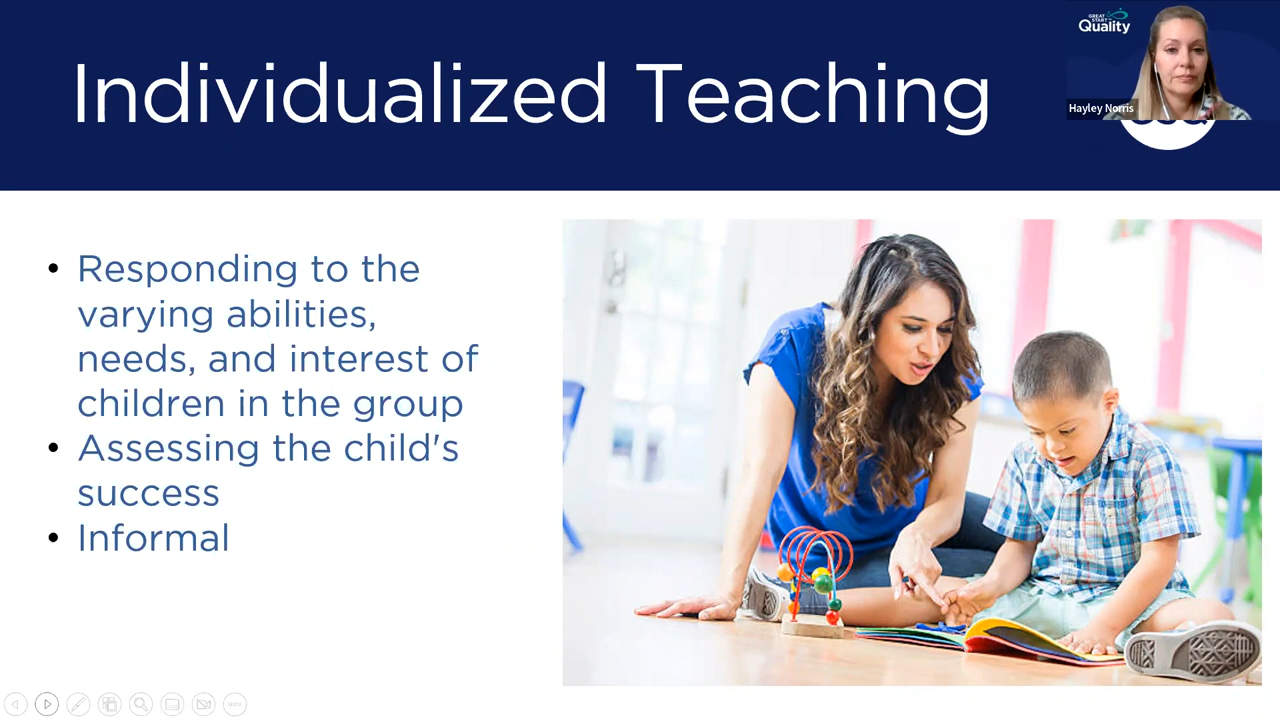 Individualized Teaching
GREAT
START
Quality
Hayley Norris
• Responding to the
varying abilities,
needs, and interest of
children in the group
• Assessing the child's
success
• Informal